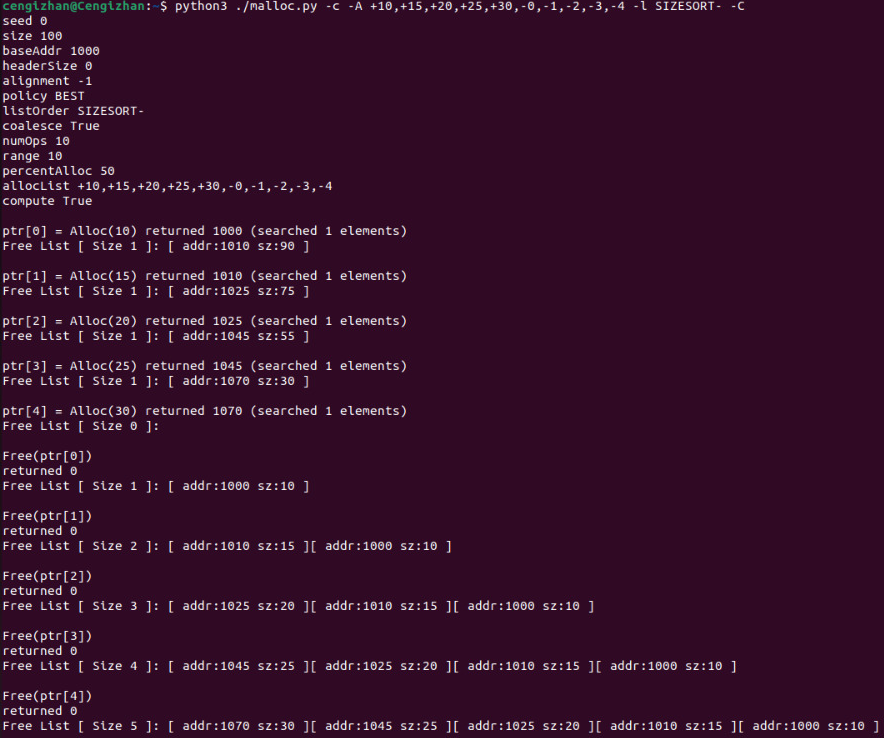 cengizhan@Cengizhan:~$ python3 ./malloc.py -c -A +10,+15,+20,+25,+30,-0,-1,-2,-3,-4 -l SIZESORT- -C
seed 0
size 100
baseAddr 1000
headerSize 0
alignment -1
policy BEST
listOrder SIZESORT-
coalesce True
numOps 10
range 10
percentAlloc 50
allocList +10,+15,+20,+25,+30,-0,-1,-2,-3,-4
compute True
ptr[0] = Alloc(10) returned 1000 (searched 1 elements)
Free List [ Size 1 ]: [ addr:1010 sz:90 ]
ptr[1] = Alloc(15) returned 1010 (searched 1 elements)
Free List [ Size 1 ]: [ addr:1025 sz:75 ]
ptr[2] = Alloc(20) returned 1025 (searched 1 elements)
Free List [ Size 1 ]: [ addr:1045 sz:55 ]
ptr[3] = Alloc(25) returned 1045 (searched 1 elements)
Free List [ Size 1 ]: [ addr:1070 sz:30 ]
ptr[4] = Alloc(30) returned 1070 (searched 1 elements)
Free List [ Size 0 ]:
Free(ptr[0])
returned 0
Free List [ Size 1 ]: [ addr:1000 sz:10 ]
Free(ptr[1])
returned 0
Free List [ Size 2 ]: [ addr:1010 sz:15 ][ addr:1000 sz:10 ]
Free(ptr[2])
returned 0
Free List [ Size 3 ]: [ addr:1025 sz:20 ][ addr:1010 sz:15 ][ addr:1000 sz:10 ]
Free(ptr[3])
returned 0
Free List [ Size 4 ]: [ addr:1045 sz:25 ][ addr:1025 sz:20 ][ addr:1010 sz:15 ][ addr:1000 sz:10 ]
Free(ptr[4])
returned 0
Free List [ Size 5 ]: [ addr:1070 sz:30 ][ addr:1045 sz:25 ][ addr:1025 sz:20 ][ addr:1010 sz:15 ][ addr:1000 sz:10 ]